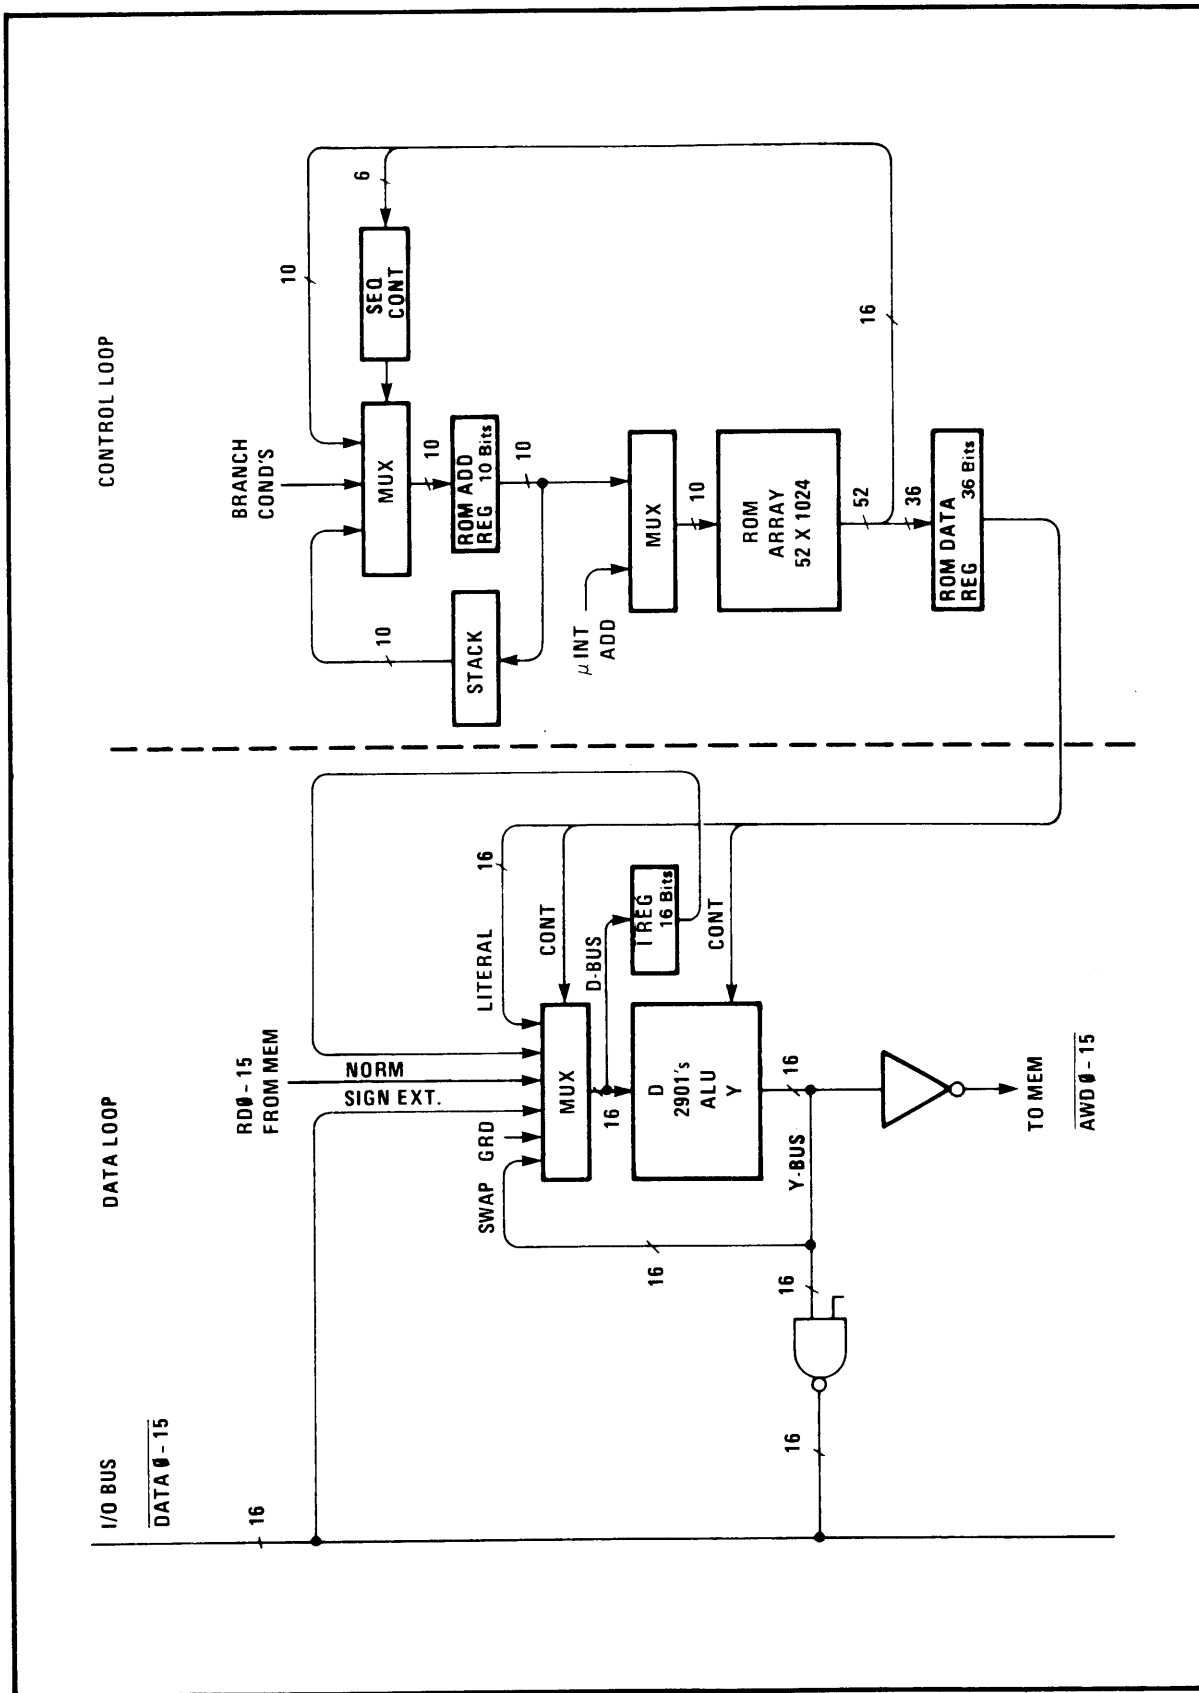 CONTROL LOOP
10
6
SEQ
CONT
BRANCH
COND'S
MUX
10
ROM ADD
REG 10 Bits
10
10
STACK
μ INT
ADD
MUX
10
ROM
ARRAY
52 X 1024
16
52
36
ROM DATA
REG 36 Bits
DATA LOOP
RDØ-15
FROM MEM
LITERAL
16
CONT
D-BUS
I REG
16 Bits
CONT
NORM
SIGN EXT.
GRD
SWAP
MUX
16
D
2901's
ALU
Y
16
Y-BUS
TO MEM
AWD Ø-15
16
16
16
I/O BUS
DATA Ø-15
16